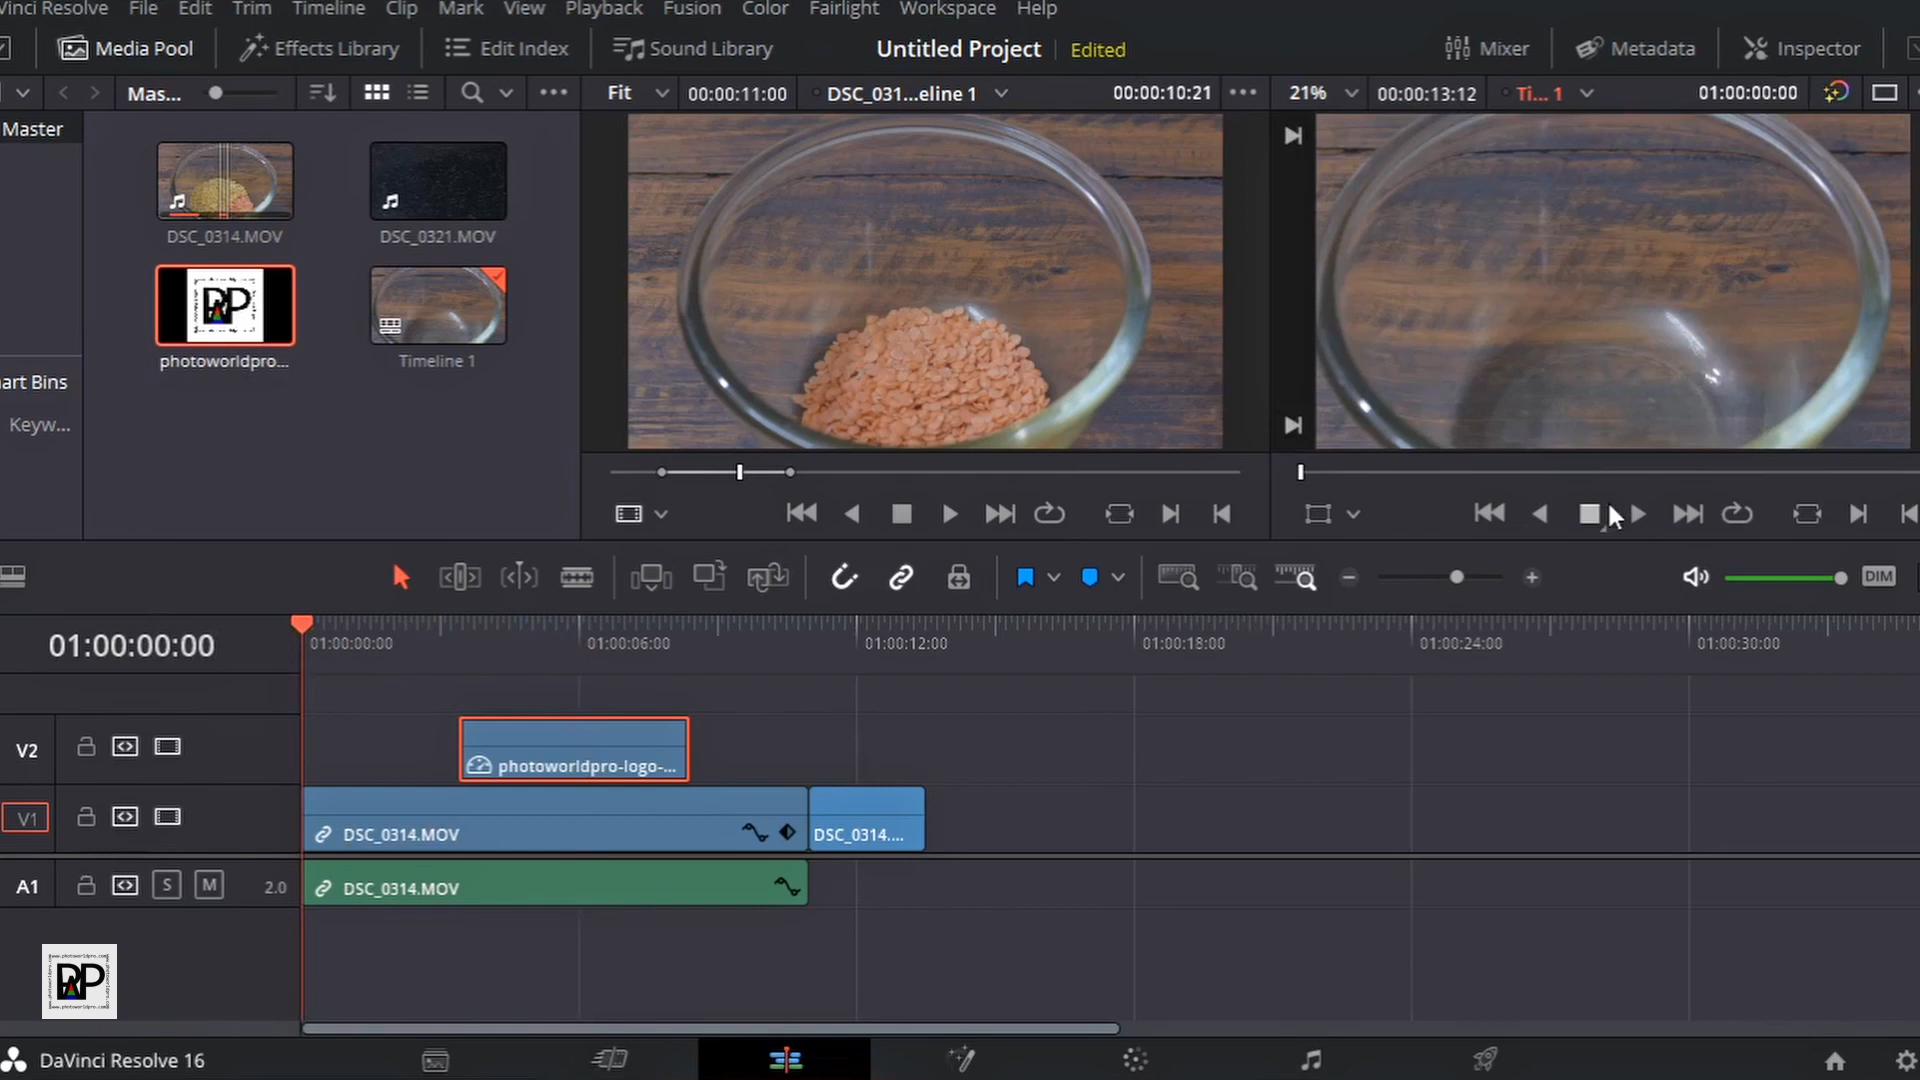 Vinci Resolve File Edit Trim Timeline Clip Mark View Playback Fusion Color Fairlight Workspace Help
Media Pool Effects Library Edit Index Sound Library Untitled Project Edited Mixer Metadata Inspector
Mas... Fit 00:00:11:00 DSC_031...eline 1 00:00:10:21 21% 00:00:13:12 Ti... 1 01:00:00:00
Master
DSC_0314.MOV DSC_0321.MOV
DP
photoworldpro... Timeline 1
art Bins
Keyw...
DIM
01:00:00:00 01:00:00:00 01:00:06:00 01:00:12:00 01:00:18:00 01:00:24:00 01:00:30:00
V2 photoworldpro-logo-...
V1 DSC_0314.MOV DSC_0314....
A1 S M 2.0 DSC_0314.MOV
www.photoworldpro.com
DP
DaVinci Resolve 16